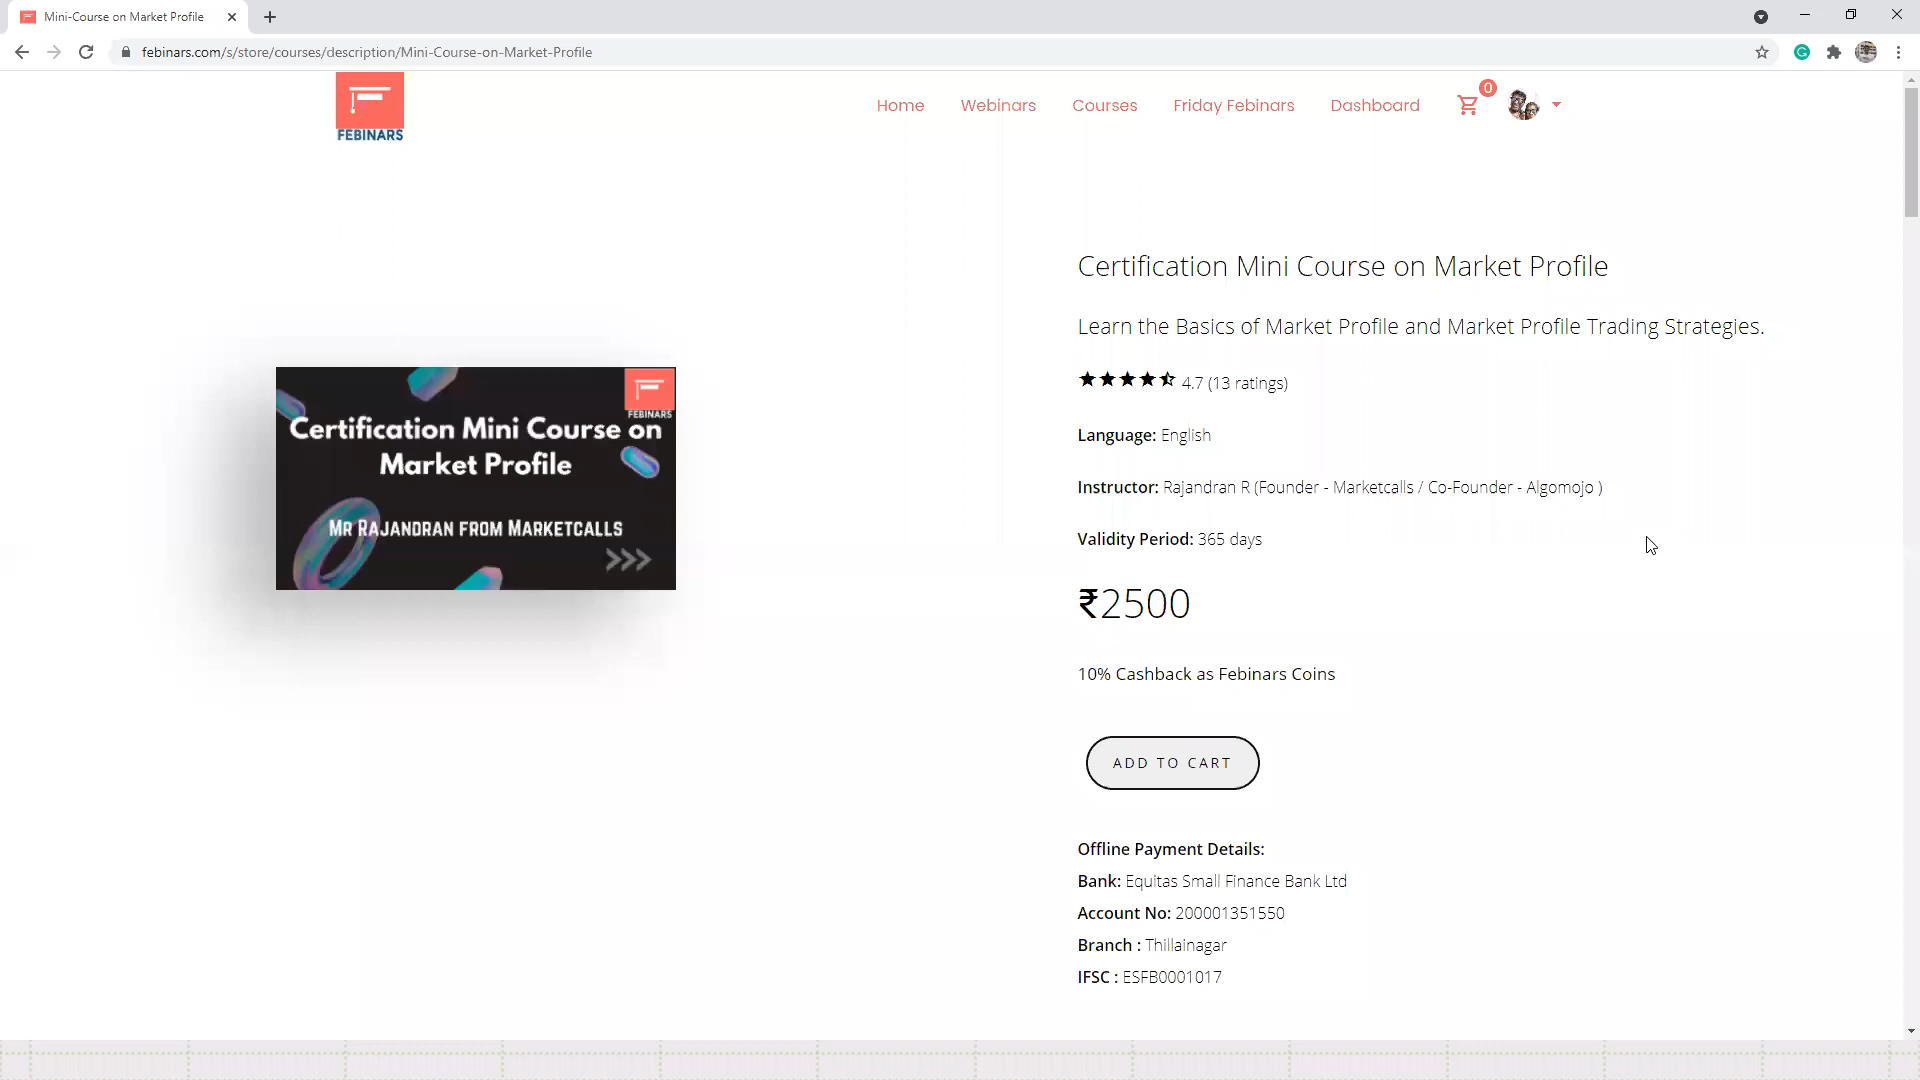 Mini-Course on Market Profile
febinars.com/s/store/courses/description/Mini-Course-on-Market-Profile
FEBINARS
Home
Webinars
Courses
Friday Febinars
Dashboard
0
Certification Mini Course on Market Profile
Learn the Basics of Market Profile and Market Profile Trading Strategies.
4.7 (13 ratings)
Language: English
Instructor: Rajandran R (Founder - Marketcalls / Co-Founder - Algomojo )
Validity Period: 365 days
₹2500
10% Cashback as Febinars Coins
ADD TO CART
Offline Payment Details:
Bank: Equitas Small Finance Bank Ltd
Account No: 200001351550
Branch : Thillainagar
IFSC : ESFB0001017
FEBINARS
Certification Mini Course on
Market Profile
MR RAJANDRAN FROM MARKETCALLS